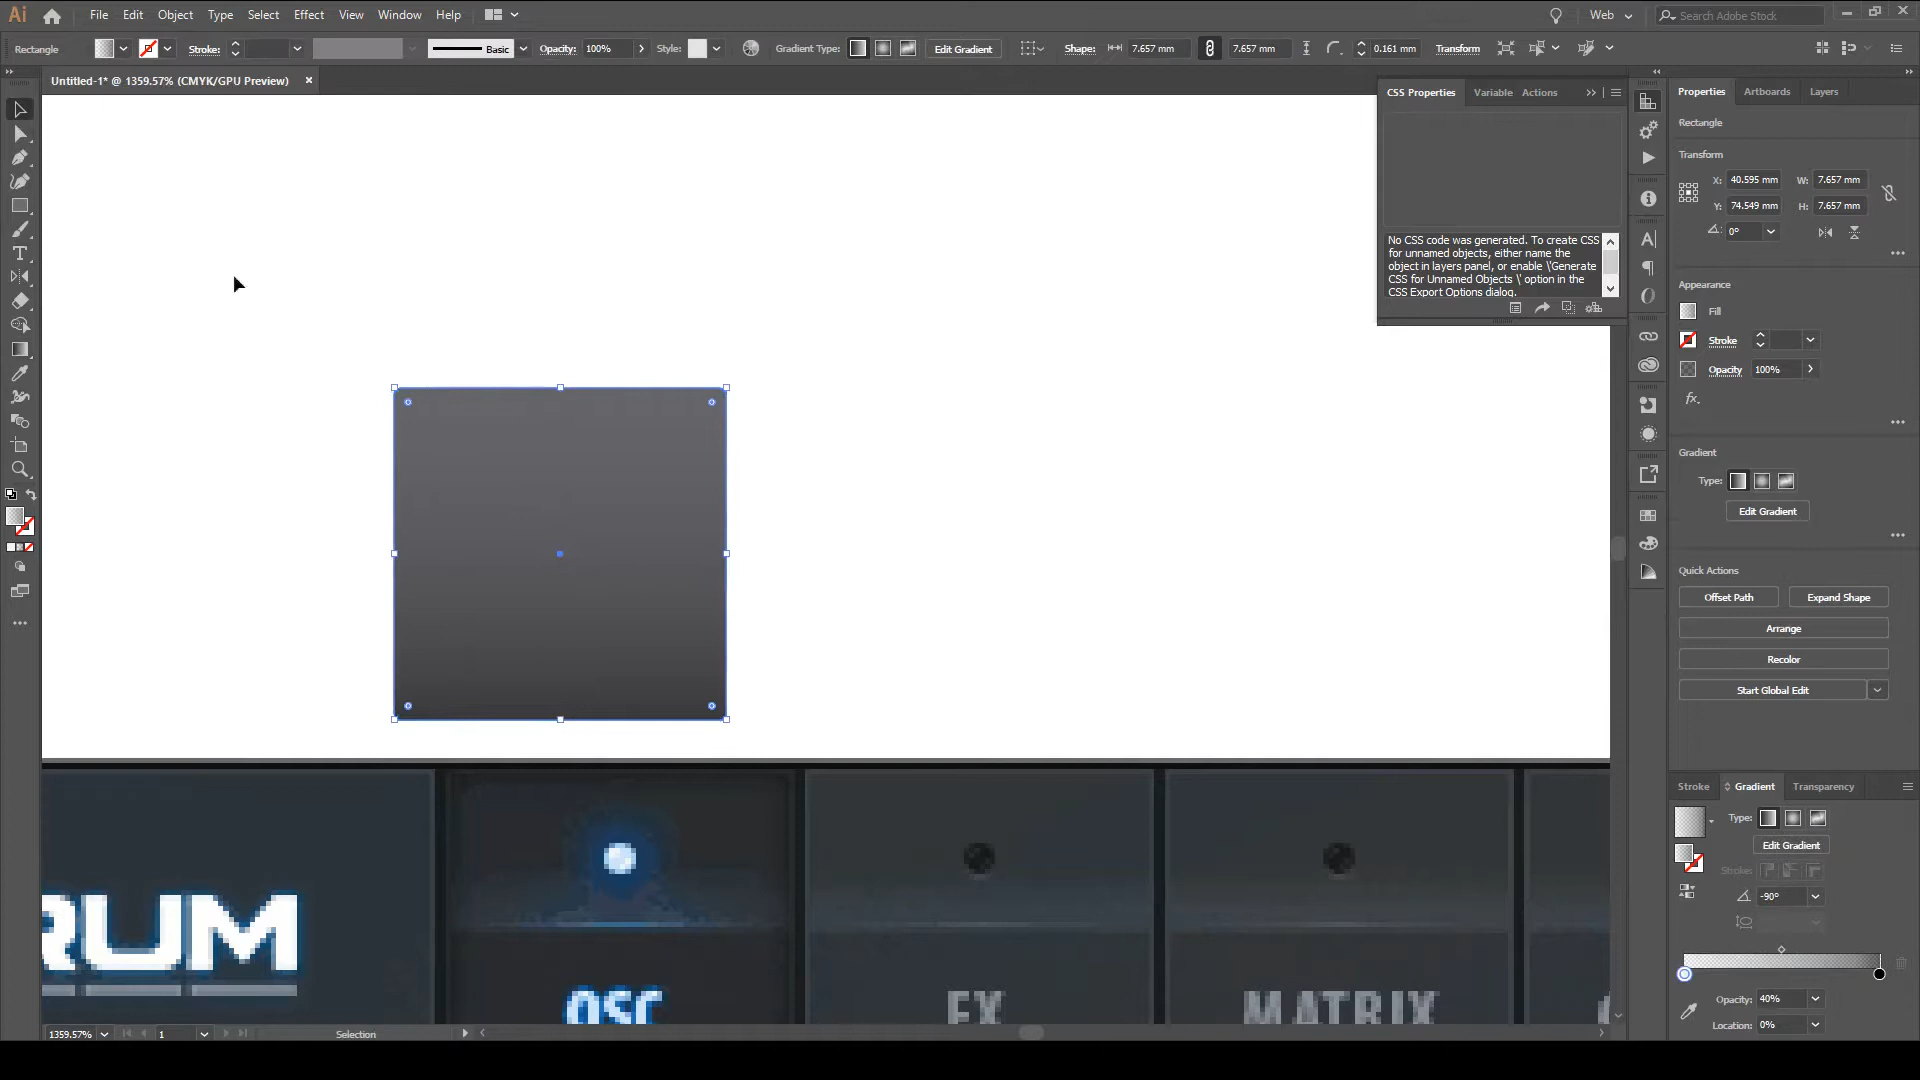 Ai File Edit Object Type Select Effect View Window Help Web Search Adobe Stock
Rectangle Stroke: Basic Opacity: 100% Style: Gradient Type: Edit Gradient Shape: 7.657 mm 7.657 mm 0.161 mm Transform
Untitled-1* @ 1359.57% (CMYK/GPU Preview)
CSS Properties Variable Actions
No CSS code was generated. To create CSS
for unnamed objects, either name the
object in layers panel, or enable \'Generate
CSS for Unnamed Objects \' option in the
CSS Export Options dialog.
Properties Artboards Layers
Rectangle
Transform
X: 40.595 mm W: 7.657 mm
Y: 74.549 mm H: 7.657 mm
0°
Appearance
Fill
Stroke
Opacity 100%
fx.
Gradient
Type:
Edit Gradient
Quick Actions
Offset Path Expand Shape
Arrange
Recolor
Start Global Edit
Stroke Gradient Transparency
Type:
Edit Gradient
Stroke:
-90°
Opacity: 40%
Location: 0%
RUM
OSC
FX
MATRIX
1359.57% 1 Selection